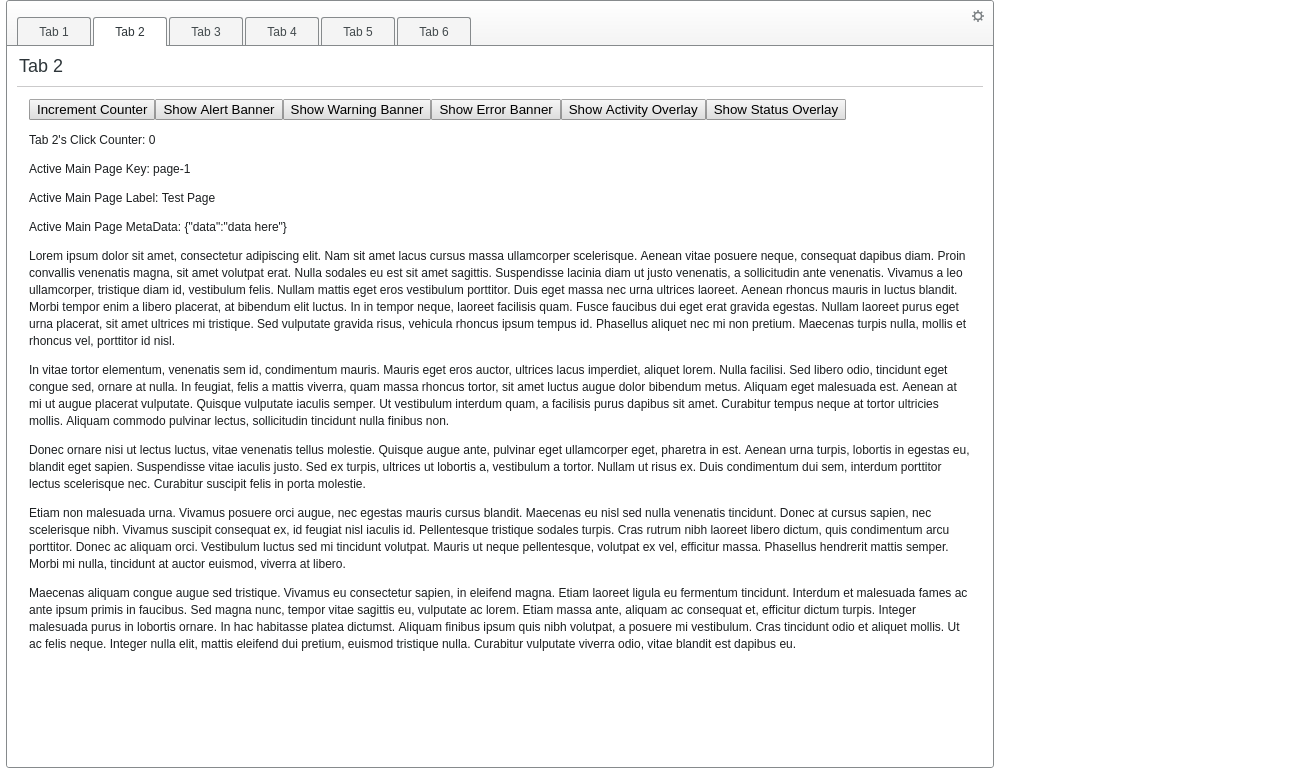 Tab 1 Tab 2 Tab 3 Tab 4 Tab 5 Tab 6
Tab 2
Increment Counter Show Alert Banner Show Warning Banner Show Error Banner Show Activity Overlay Show Status Overlay
Tab 2's Click Counter: 0
Active Main Page Key: page-1
Active Main Page Label: Test Page
Active Main Page MetaData: {"data":"data here"}
Lorem ipsum dolor sit amet, consectetur adipiscing elit. Nam sit amet lacus cursus massa ullamcorper scelerisque. Aenean vitae posuere neque, consequat dapibus diam. Proin
convallis venenatis magna, sit amet volutpat erat. Nulla sodales eu est sit amet sagittis. Suspendisse lacinia diam ut justo venenatis, a sollicitudin ante venenatis. Vivamus a leo
ullamcorper, tristique diam id, vestibulum felis. Nullam mattis eget eros vestibulum porttitor. Duis eget massa nec urna ultrices laoreet. Aenean rhoncus mauris in luctus blandit.
Morbi tempor enim a libero placerat, at bibendum elit luctus. In in tempor neque, laoreet facilisis quam. Fusce faucibus dui eget erat gravida egestas. Nullam laoreet purus eget
urna placerat, sit amet ultrices mi tristique. Sed vulputate gravida risus, vehicula rhoncus ipsum tempus id. Phasellus aliquet nec mi non pretium. Maecenas turpis nulla, mollis et
rhoncus vel, porttitor id nisl.
In vitae tortor elementum, venenatis sem id, condimentum mauris. Mauris eget eros auctor, ultrices lacus imperdiet, aliquet lorem. Nulla facilisi. Sed libero odio, tincidunt eget
congue sed, ornare at nulla. In feugiat, felis a mattis viverra, quam massa rhoncus tortor, sit amet luctus augue dolor bibendum metus. Aliquam eget malesuada est. Aenean at
mi ut augue placerat vulputate. Quisque vulputate iaculis semper. Ut vestibulum interdum quam, a facilisis purus dapibus sit amet. Curabitur tempus neque at tortor ultricies
mollis. Aliquam commodo pulvinar lectus, sollicitudin tincidunt nulla finibus non.
Donec ornare nisi ut lectus luctus, vitae venenatis tellus molestie. Quisque augue ante, pulvinar eget ullamcorper eget, pharetra in est. Aenean urna turpis, lobortis in egestas eu,
blandit eget sapien. Suspendisse vitae iaculis justo. Sed ex turpis, ultrices ut lobortis a, vestibulum a tortor. Nullam ut risus ex. Duis condimentum dui sem, interdum porttitor
lectus scelerisque nec. Curabitur suscipit felis in porta molestie.
Etiam non malesuada urna. Vivamus posuere orci augue, nec egestas mauris cursus blandit. Maecenas eu nisl sed nulla venenatis tincidunt. Donec at cursus sapien, nec
scelerisque nibh. Vivamus suscipit consequat ex, id feugiat nisl iaculis id. Pellentesque tristique sodales turpis. Cras rutrum nibh laoreet libero dictum, quis condimentum arcu
porttitor. Donec ac aliquam orci. Vestibulum luctus sed mi tincidunt volutpat. Mauris ut neque pellentesque, volutpat ex vel, efficitur massa. Phasellus hendrerit mattis semper.
Morbi mi nulla, tincidunt at auctor euismod, viverra at libero.
Maecenas aliquam congue augue sed tristique. Vivamus eu consectetur sapien, in eleifend magna. Etiam laoreet ligula eu fermentum tincidunt. Interdum et malesuada fames ac
ante ipsum primis in faucibus. Sed magna nunc, tempor vitae sagittis eu, vulputate ac lorem. Etiam massa ante, aliquam ac consequat et, efficitur dictum turpis. Integer
malesuada purus in lobortis ornare. In hac habitasse platea dictumst. Aliquam finibus ipsum quis nibh volutpat, a posuere mi vestibulum. Cras tincidunt odio et aliquet mollis. Ut
ac felis neque. Integer nulla elit, mattis eleifend dui pretium, euismod tristique nulla. Curabitur vulputate viverra odio, vitae blandit est dapibus eu.